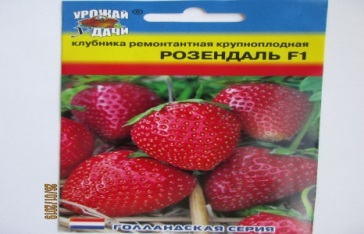 УРОЖАЙ
ДАЧИ
клубника ремонтантная крупноплодная
РОЗЕНДАЛЬ F1
ГОЛЛАНДСКАЯ СЕРИЯ